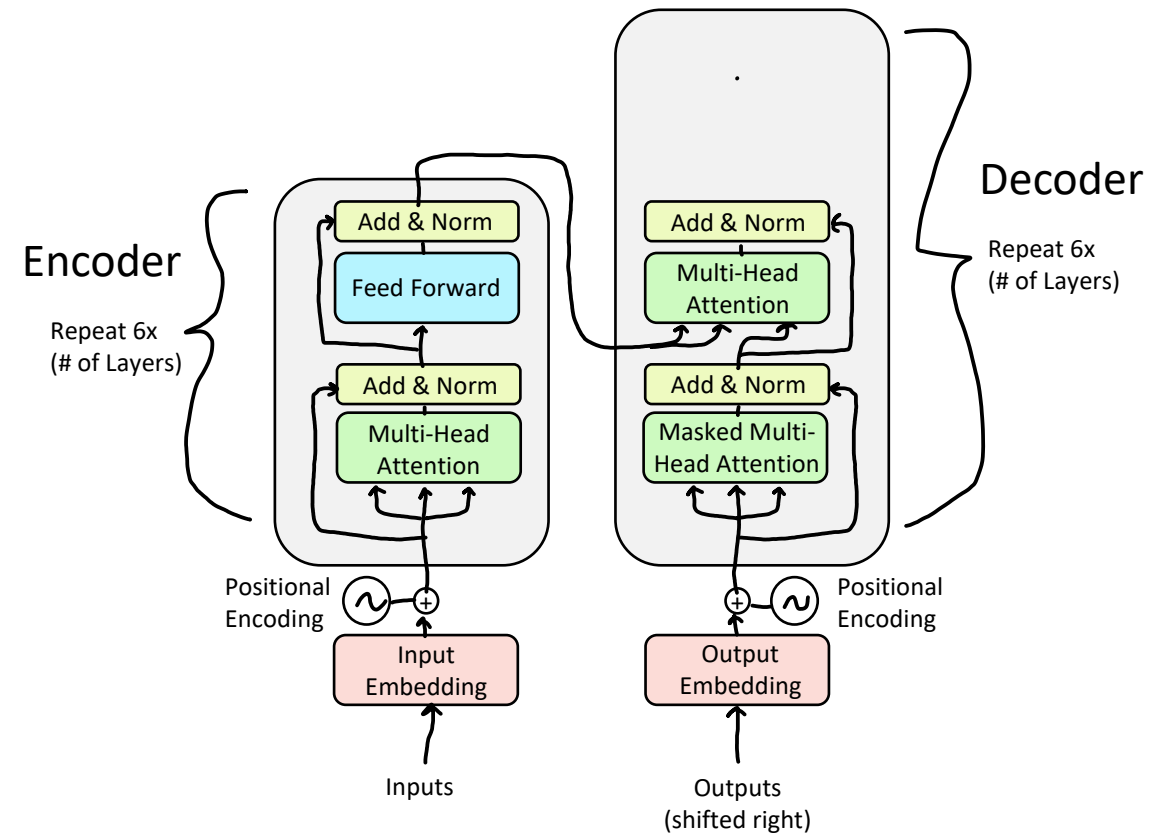 Decoder
Repeat 6x
(# of Layers)
Encoder
Repeat 6x
(# of Layers)
Add & Norm
Feed Forward
Add & Norm
Multi-Head
Attention
Positional
Encoding
+
Input
Embedding
Inputs
Add & Norm
Multi-Head
Attention
Add & Norm
Masked Multi-
Head Attention
+
Positional
Encoding
Output
Embedding
Outputs
(shifted right)